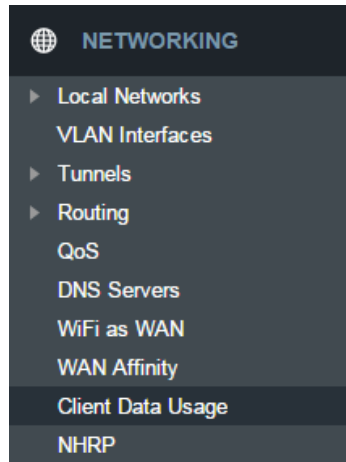 NETWORKING
Local Networks
VLAN Interfaces
Tunnels
Routing
QoS
DNS Servers
WiFi as WAN
WAN Affinity
Client Data Usage
NHRP